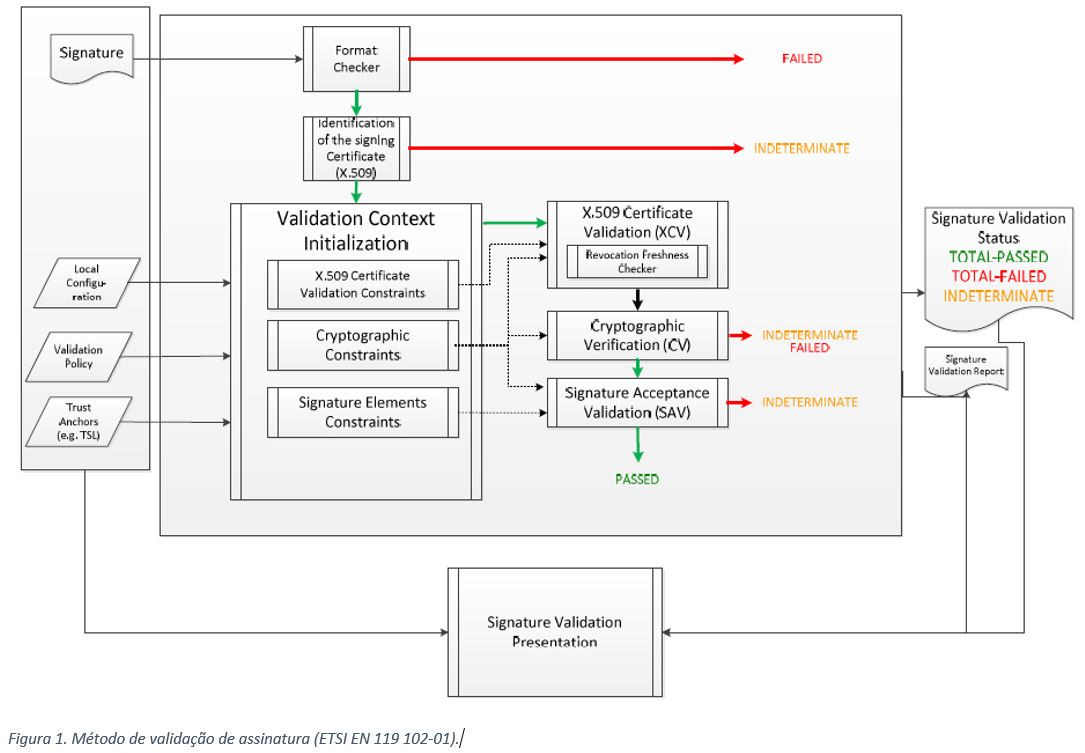 Signature
Format
Checker
FAILED
Identification
of the signing
Certificate
(X.509)
INDETERMINATE
Validation Context
Initialization
X.509 Certificate
Validation Constraints
Cryptographic
Constraints
Signature Elements
Constraints
Local
Configu-
ration
Validation
Policy
Trust
Anchors
(e.g. TSL)
X.509 Certificate
Validation (XCV)
Revocation Freshness
Checker
Cryptographic
Verification (CV)
INDETERMINATE
FAILED
Signature Acceptance
Validation (SAV)
INDETERMINATE
PASSED
Signature Validation
Status
TOTAL-PASSED
TOTAL-FAILED
INDETERMINATE
Signature
Validation Report
Signature Validation
Presentation
Figura 1. Método de validação de assinatura (ETSI EN 119 102-01).